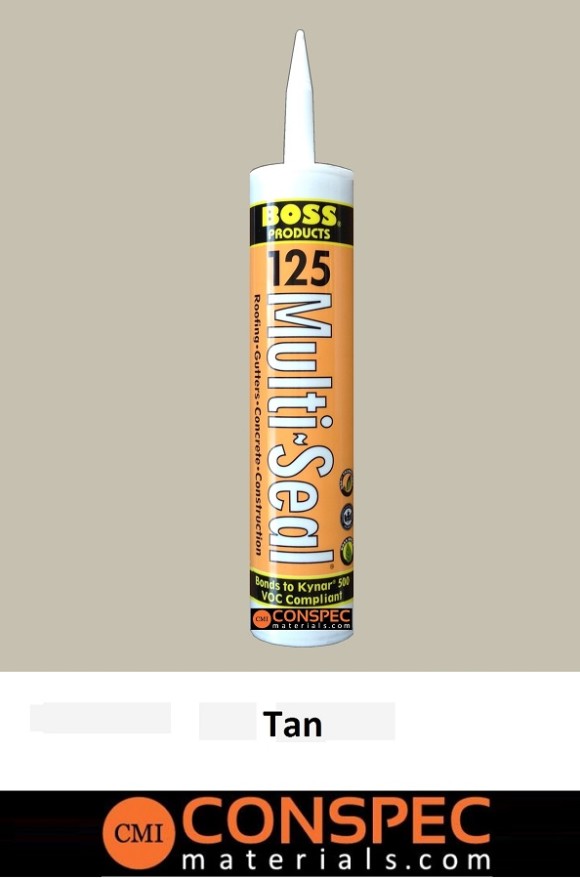 BOSS®
PRODUCTS
125
Multi~Seal®
Roofing•Gutters•Concrete•Construction
Bonds to Kynar® 500
VOC Compliant
CMI CONSPEC
materials.com
Tan
CMI CONSPEC
materials.com